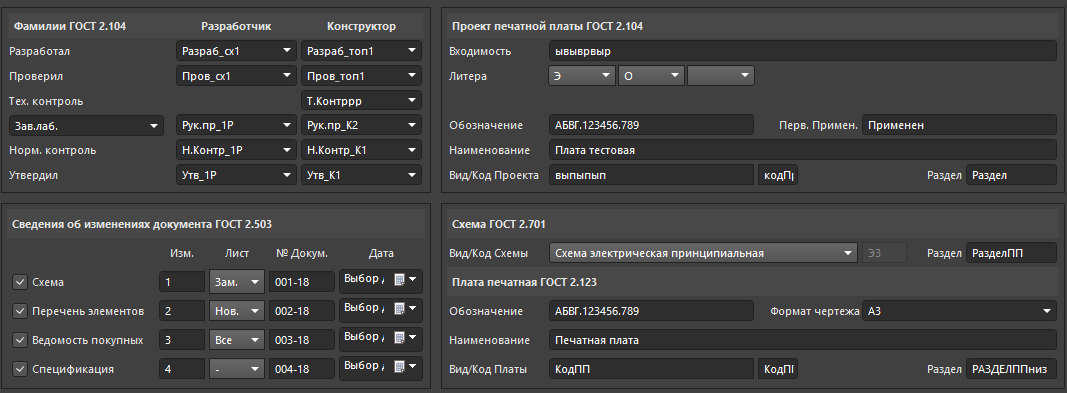 Фамилии ГОСТ 2.104 Разработчик Конструктор
Разработал Разраб_сх1 Разраб_топ1
Проверил Пров_сх1 Пров_топ1
Тех. контроль Т.Контррр
Зав.лаб. Рук.пр_1Р Рук.пр_К2
Норм. контроль Н.Контр_1Р Н.Контр_К1
Утвердил Утв_1Р Утв_К1
Проект печатной платы ГОСТ 2.104
Входимость ывыврвыр
Литера Э О
Обозначение АБВГ.123456.789 Перв. Примен. Применен
Наименование Плата тестовая
Вид/Код Проекта выпыпып кодПр Раздел Раздел
Сведения об изменениях документа ГОСТ 2.503
Изм. Лист № Докум. Дата
Схема 1 Зам. 001-18 Выбор д
Перечень элементов 2 Нов. 002-18 Выбор д
Ведомость покупных 3 Все 003-18 Выбор д
Спецификация 4 - 004-18 Выбор д
Схема ГОСТ 2.701
Вид/Код Схемы Схема электрическая принципиальная Э3 Раздел РазделПП
Плата печатная ГОСТ 2.123
Обозначение АБВГ.123456.789 Формат чертежа А3
Наименование Печатная плата
Вид/Код Платы КодПП КодПП Раздел РАЗДЕЛППниз